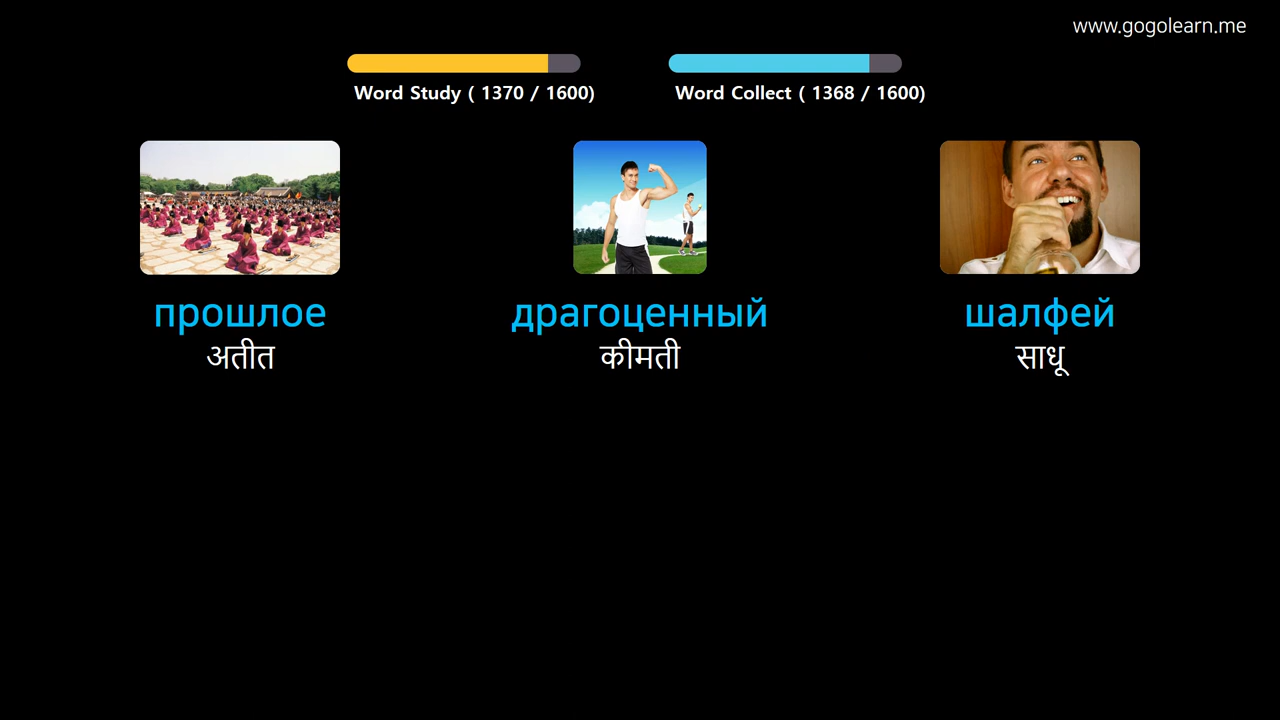 www.gogolearn.me
Word Study ( 1370 / 1600)
Word Collect ( 1368 / 1600)
прошлое
अतीत
драгоценный
कीमती
шалфей
साधू